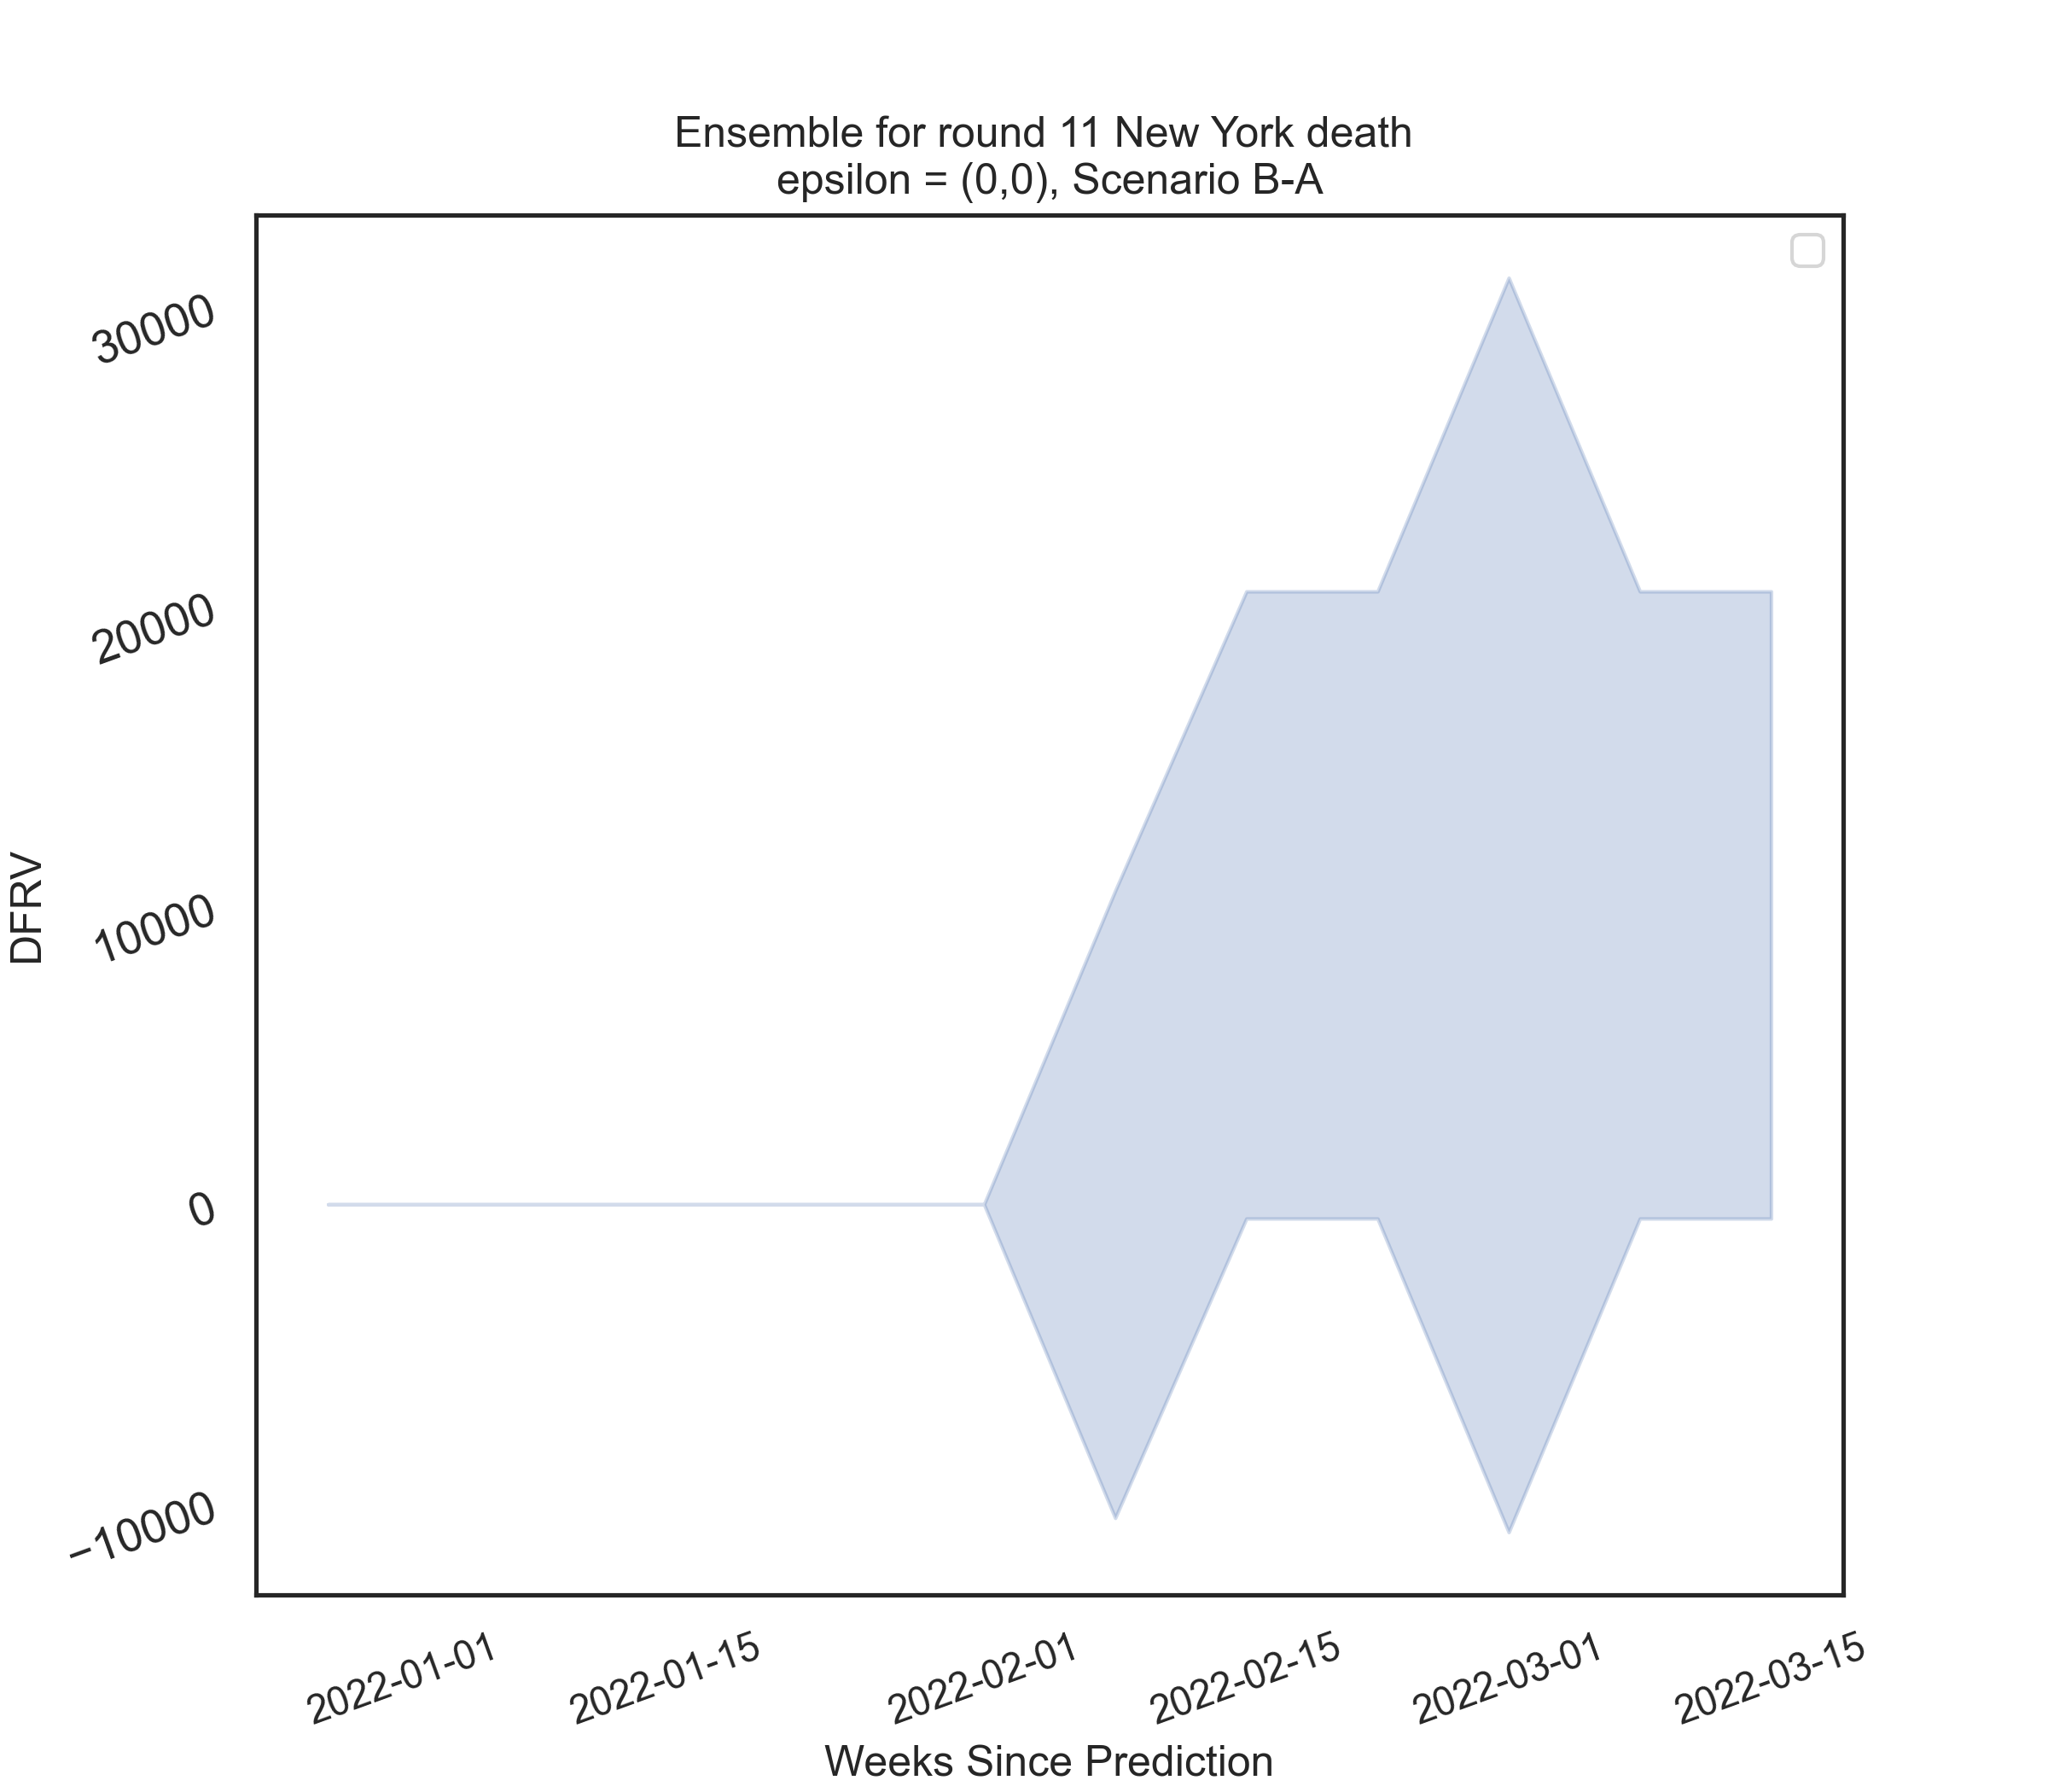 Ensemble for round 11 New York death
epsilon = (0,0), Scenario B-A
30000
20000
10000
0
−10000
DFRV
2022-01-01
2022-01-15
2022-02-01
2022-02-15
2022-03-01
2022-03-15
Weeks Since Prediction